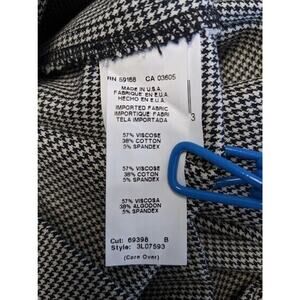 RN 59168 CA 03605
MADE IN U.S.A.
FABRIQUE EN E.U.A.
HECHO EN E.U.A.
IMPORTED FABRIC
IMPORTIQUE FABRI
TELA IMPORTADA
3
57% VISCOSE
38% COTTON
5% SPANDEX
57% VISCOSE
38% COTON
5% SPANDEX
57% VISCOSA
38% ALGODON
5% SPANDEX
Cut: 69398 B
Style: 3L07593
(Care Over)